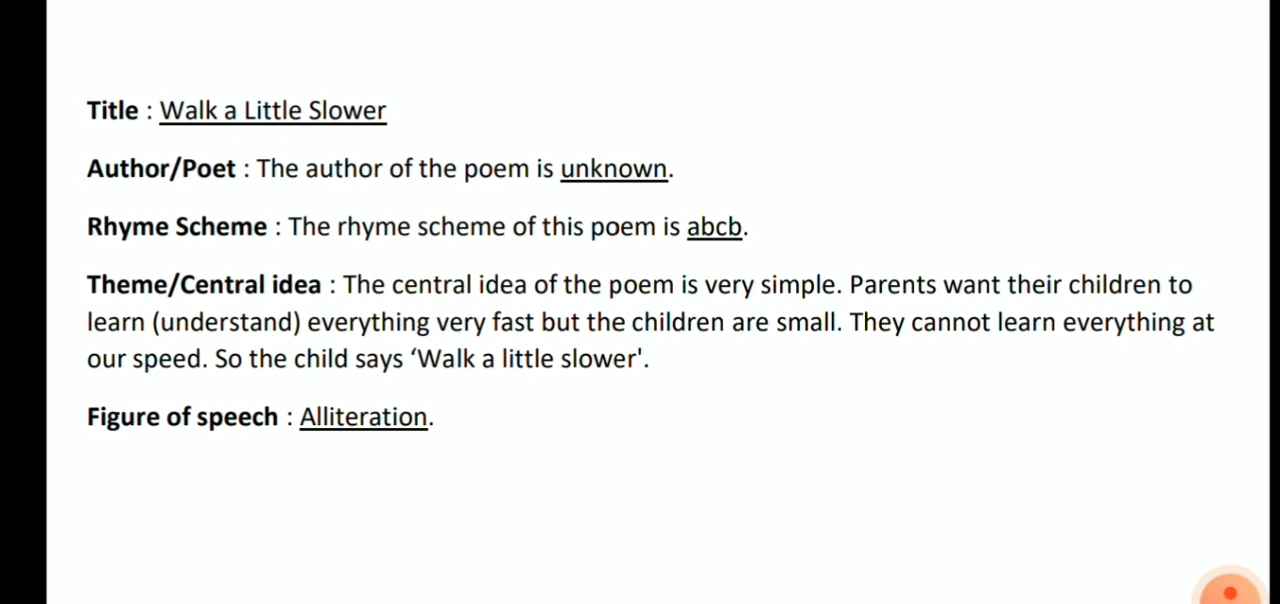 Title : Walk a Little Slower
Author/Poet : The author of the poem is unknown.
Rhyme Scheme : The rhyme scheme of this poem is abcb.
Theme/Central idea : The central idea of the poem is very simple. Parents want their children to
learn (understand) everything very fast but the children are small. They cannot learn everything at
our speed. So the child says ‘Walk a little slower'.
Figure of speech : Alliteration.